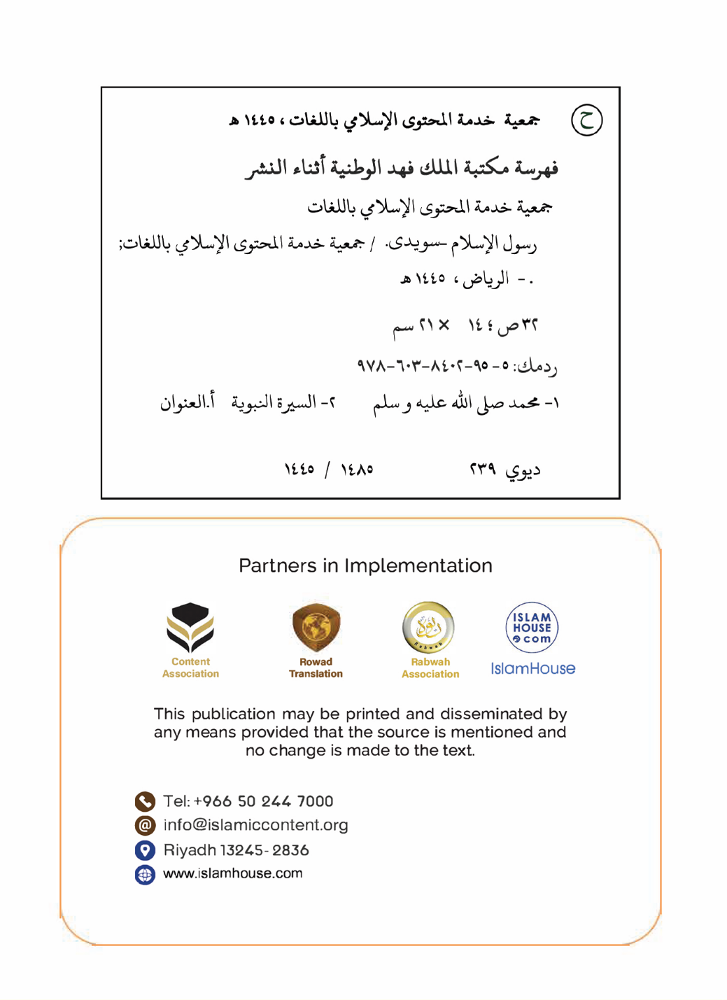 ح
جمعية خدمة المحتوى الإسلامي باللغات ، ١٤٤٥ هـ
فهرسة مكتبة الملك فهد الوطنية أثناء النشر
جمعية خدمة المحتوى الإسلامي باللغات
رسول الإسلام –سويدى. / جمعية خدمة المحتوى الإسلامي باللغات;
. – الرياض ، ١٤٤٥ هـ
٣٢ ص ؛ ١٤ × ٢١ سم
ردمك: ٥-٩٥-٨٤٠٢-٦٠٣-٩٧٨
١- محمد صلى الله عليه و سلم ٢- السيرة النبوية أ.العنوان
ديوي ٢٣٩ ١٤٨٥ / ١٤٤٥
Partners in Implementation
Content
Association
Rowad
Translation
Rabwah
Rabwah
Association
ISLAM
HOUSE
com
IslamHouse
This publication may be printed and disseminated by
any means provided that the source is mentioned and
no change is made to the text.
Tel: +966 50 244 7000
info@islamiccontent.org
Riyadh 13245- 2836
www.islamhouse.com